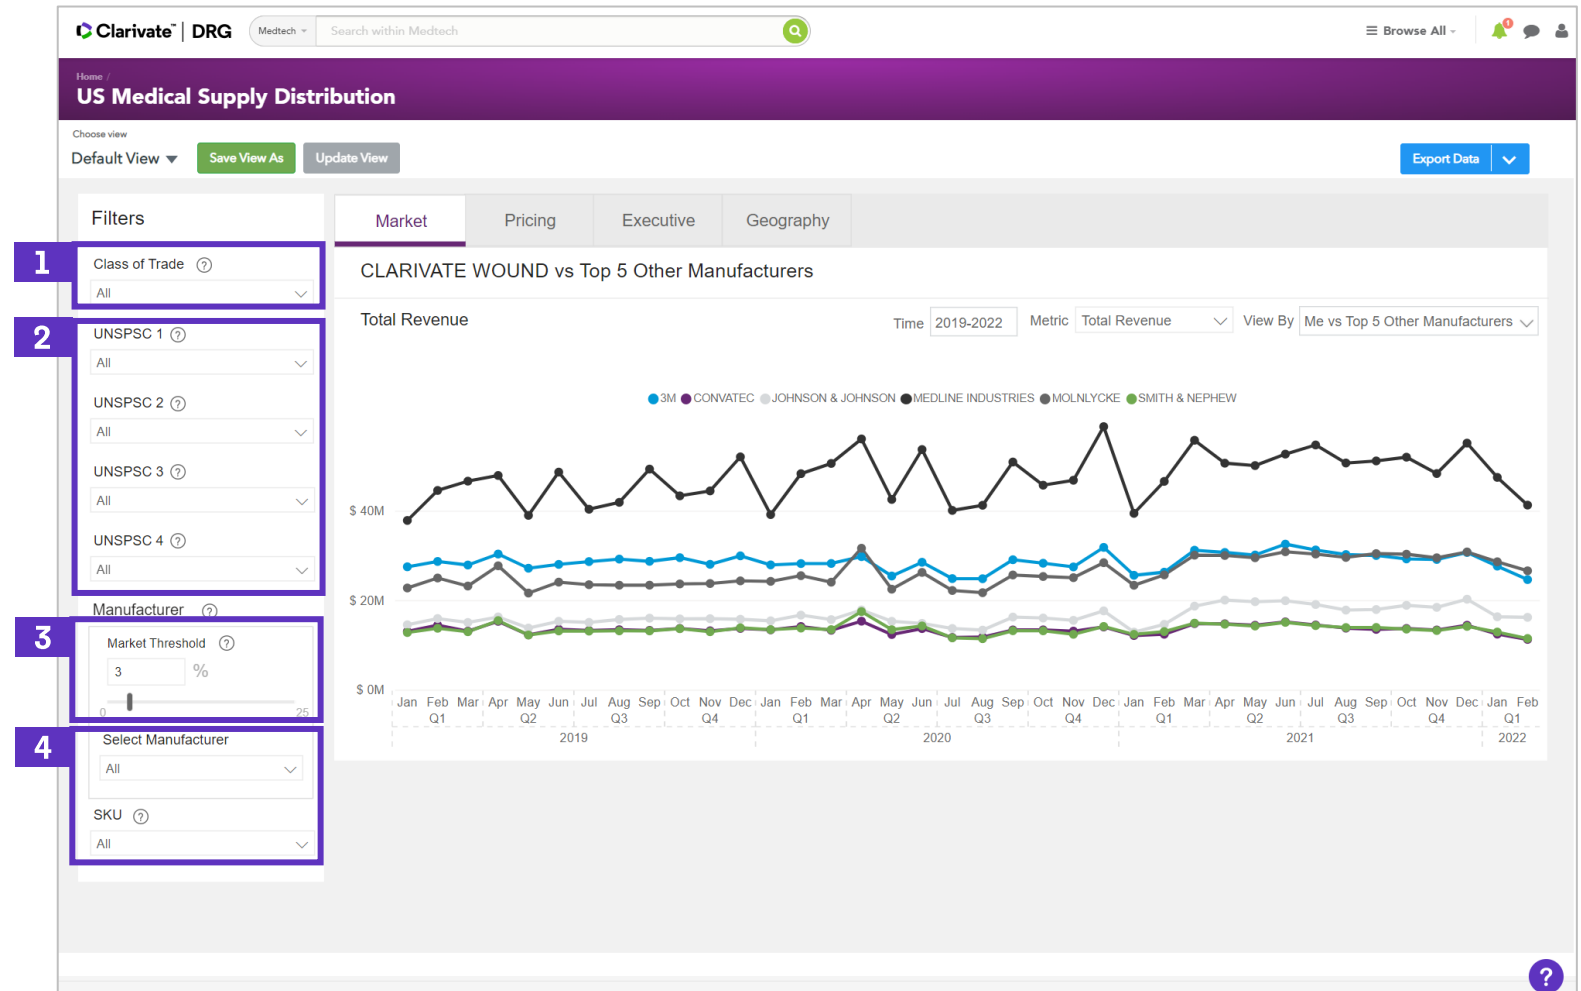 Clarivate™ | DRG
Medtech
Search within Medtech
Browse All
Home /
US Medical Supply Distribution
Choose view
Default View
Save View As
Update View
Export Data
Filters
Market
Pricing
Executive
Geography
1
Class of Trade ?
All
2
UNSPSC 1 ?
All
UNSPSC 2 ?
All
UNSPSC 3 ?
All
UNSPSC 4 ?
All
Manufacturer ?
3
Market Threshold ?
3 %
0 25
4
Select Manufacturer
All
SKU ?
All
CLARIVATE WOUND vs Top 5 Other Manufacturers
Total Revenue
Time 2019-2022 Metric Total Revenue View By Me vs Top 5 Other Manufacturers
3M CONVATEC JOHNSON & JOHNSON MEDLINE INDUSTRIES MOLNLYCKE SMITH & NEPHEW
$ 40M
$ 20M
$ 0M
Jan Feb Mar Apr May Jun Jul Aug Sep Oct Nov Dec Jan Feb Mar Apr May Jun Jul Aug Sep Oct Nov Dec Jan Feb Mar Apr May Jun Jul Aug Sep Oct Nov Dec Jan Feb
Q1 Q2 Q3 Q4 Q1 Q2 Q3 Q4 Q1 Q2 Q3 Q4 Q1
2019 2020 2021 2022
?